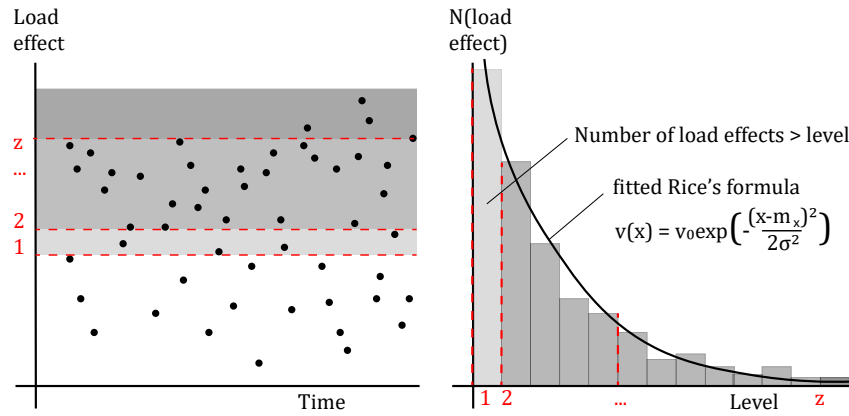 Load
effect
z
...
2
1
Time
N(load
effect)
Number of load effects > level
fitted Rice's formula
v(x) = v₀exp(-(x-mₓ)²/2σ²)
1 2 ... Level z